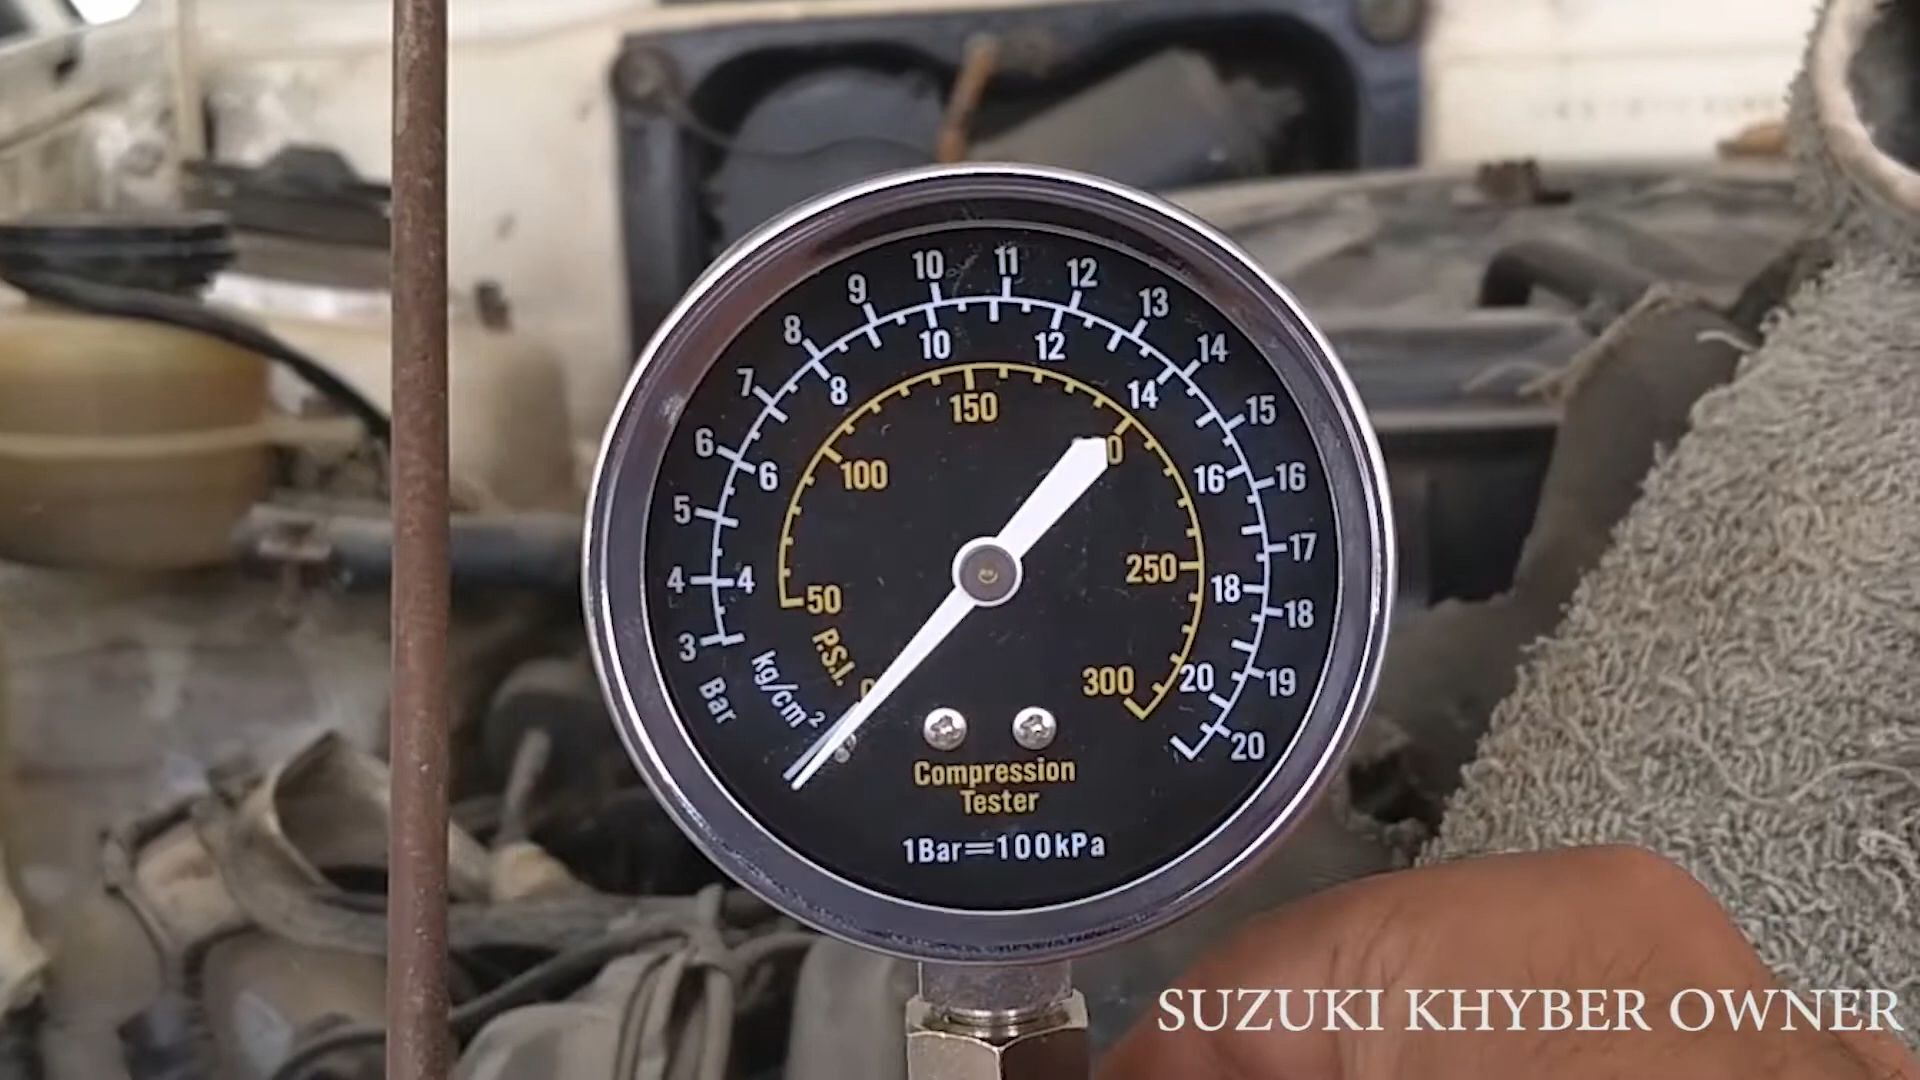 3 4 5 6 7 8 9 10 11 12 13 14 15 16 17 18 19 20
Bar
4 6 8 10 12 14 16 18 20
kg/cm²
50 100 150 250 300
P.S.I.
Compression
Tester
1Bar=100kPa
SUZUKI KHYBER OWNER